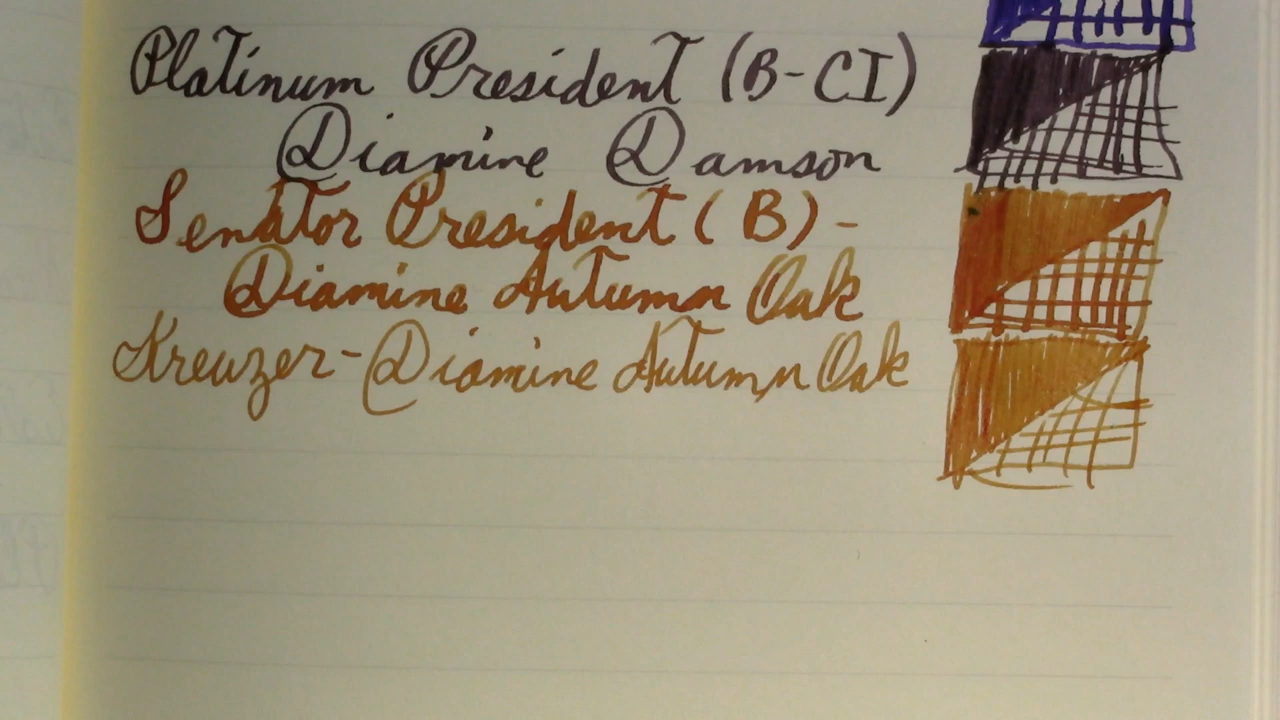 Platinum President (B-CI)
Diamine Damson
Senator President (B) -
Diamine Autumn Oak
Kreuzer - Diamine Autumn Oak